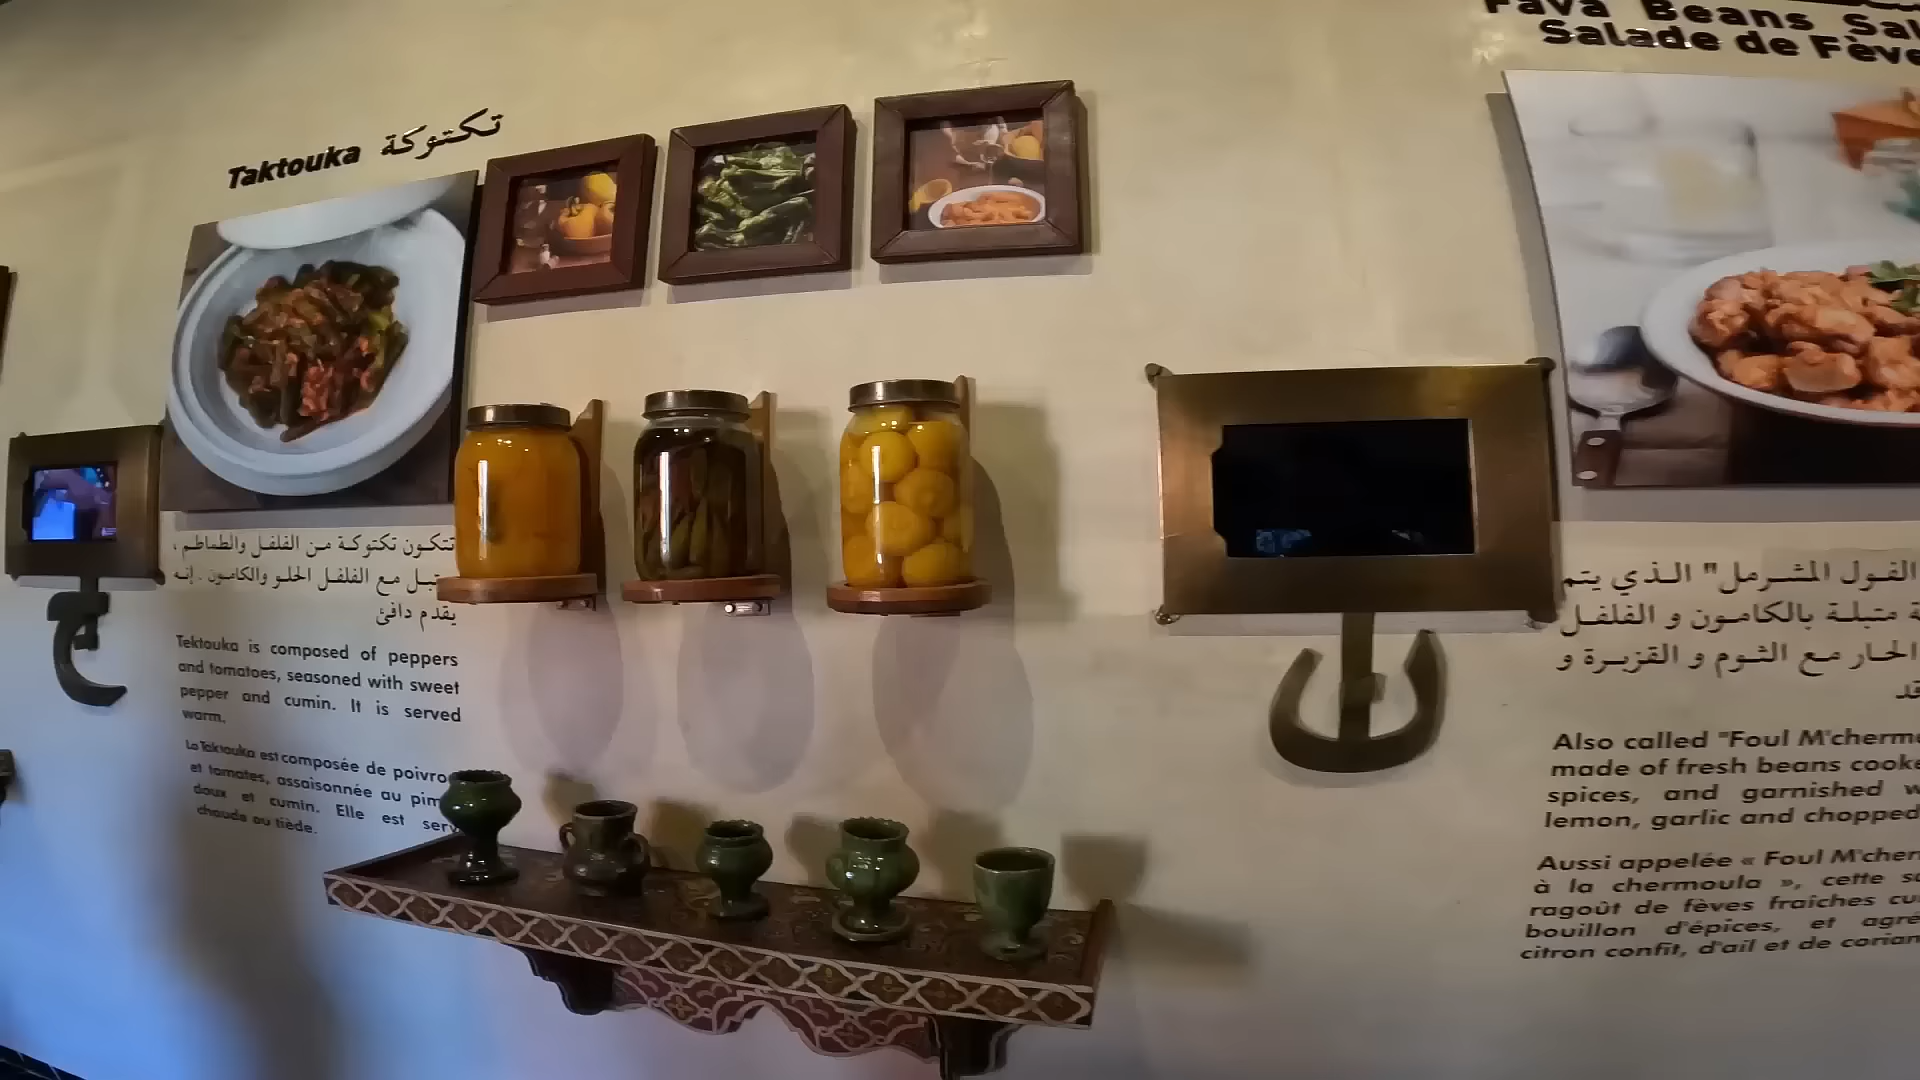 Taktouka تكتوكة
تتكون تكتوكة من الفلفل والطماطم ،
مع الفلفل الحلو والكامون . إنه
يقدم دافئ
Tektouka is composed of peppers
and tomatoes, seasoned with sweet
pepper and cumin. It is served
warm.
La Taktouka est composée de poivro
et tomates, assaisonnée au pim
doux et cumin. Elle est serv
chaude ou tiède.
Fava Beans Sal
Salade de Fève
الفول المشرمل" الذي يتم
متبلة بالكامون و الفلفل
الحار مع الثوم و القزبرة و
Also called "Foul M'cherm
made of fresh beans cooke
spices, and garnished w
lemon, garlic and chopped
Aussi appelée « Foul M'cher
à la chermoula », cette sa
ragoût de fèves fraîches cu
bouillon d'épices, et agré
citron confit, d'ail et de corian